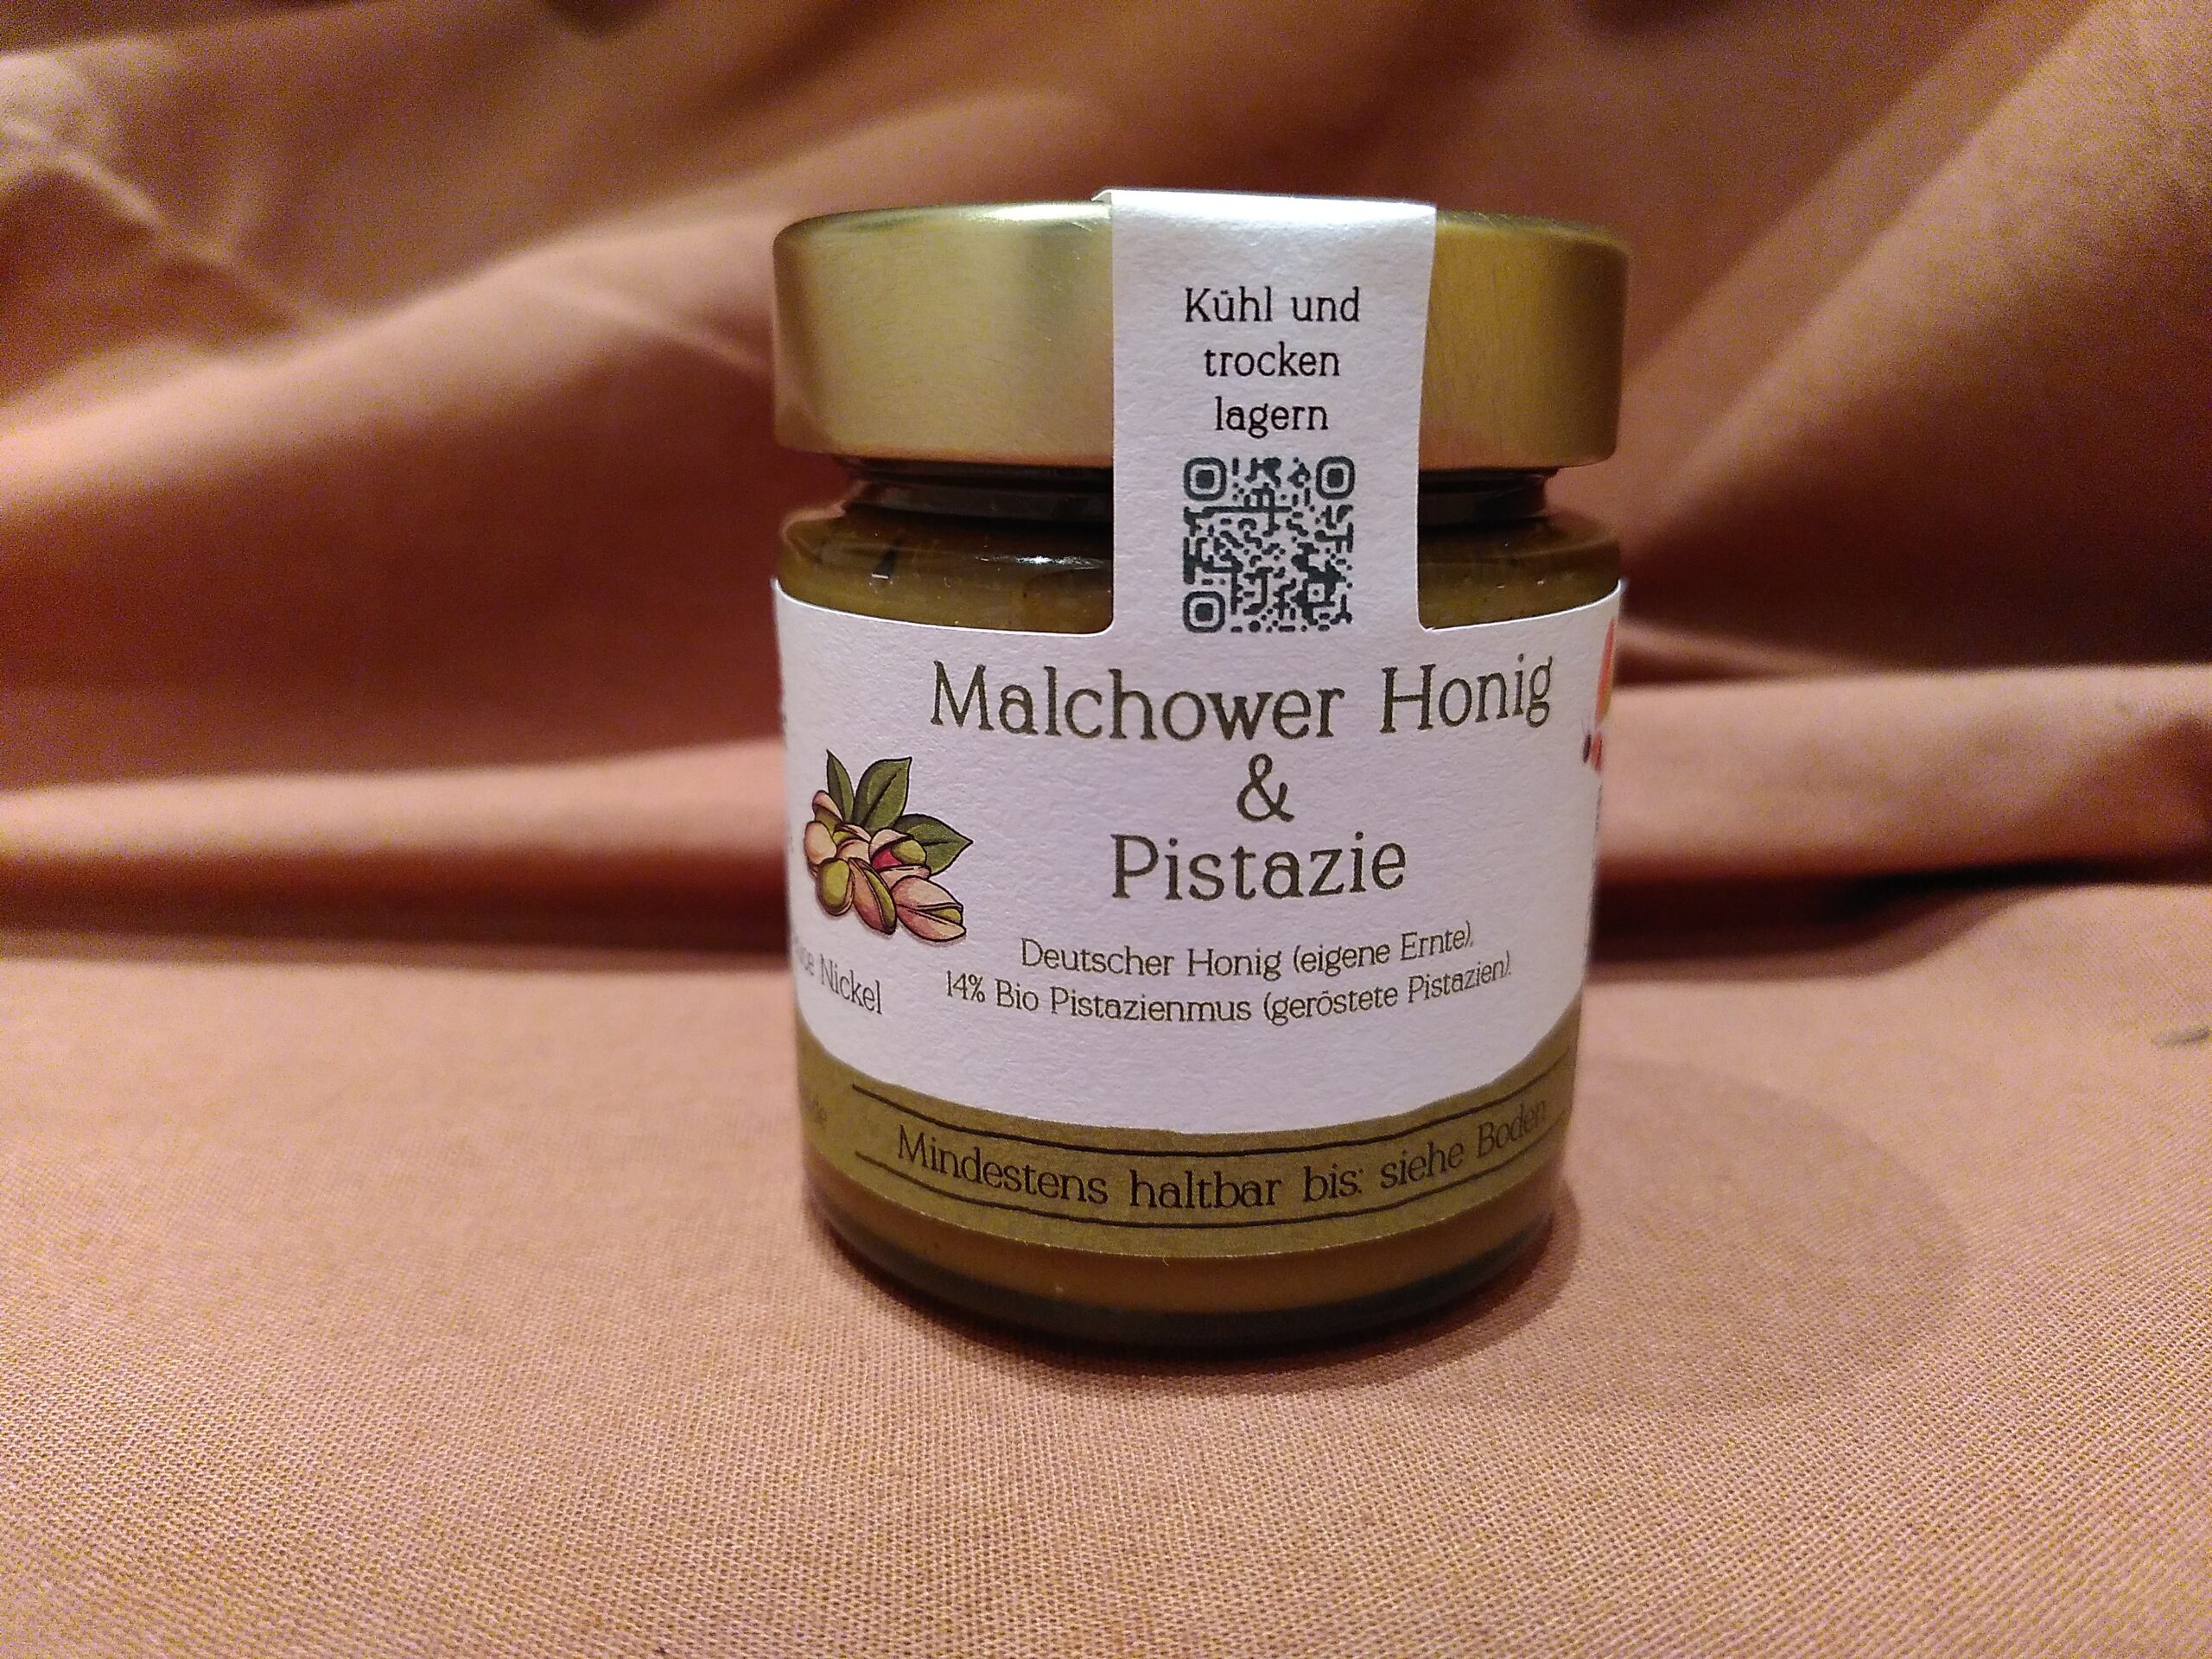 Kühl und
trocken
lagern
Malchower Honig
&
Pistazie
Deutscher Honig (eigene Ernte),
14% Bio Pistazienmus (geröstete Pistazien).
Nickel
Mindestens haltbar bis: siehe Boden